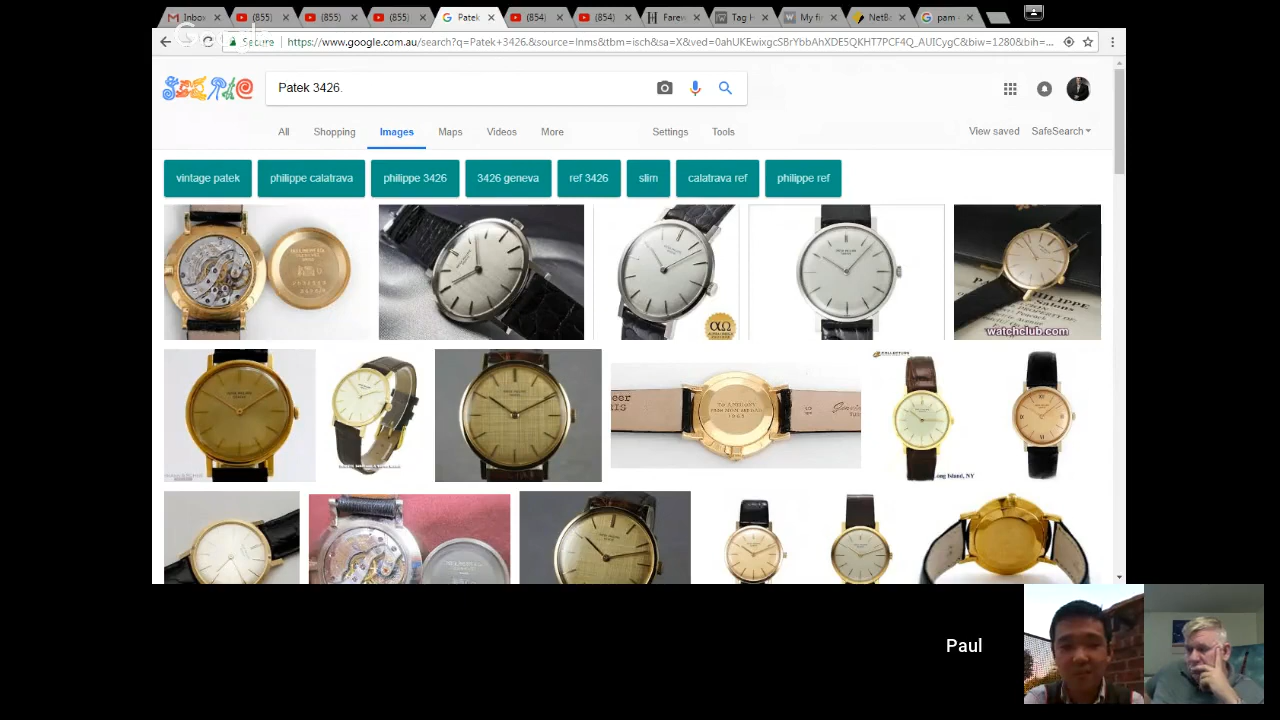 Inbox
(855)
(855)
(855)
Patek
(854)
(854)
Farew
Tag H
My fir
NetBo
pam -
Secure
https://www.google.com.au/search?q=Patek+3426.&source=lnms&tbm=isch&sa=X&ved=0ahUKEwixgcSBrYbbAhXDE5QKHT7PCF4Q_AUICygC&biw=1280&bih=...
Patek 3426.
All
Shopping
Images
Maps
Videos
More
Settings
Tools
View saved
SafeSearch
vintage patek
philippe calatrava
philippe 3426
3426 geneva
ref 3426
slim
calatrava ref
philippe ref
watchclub.com
Paul